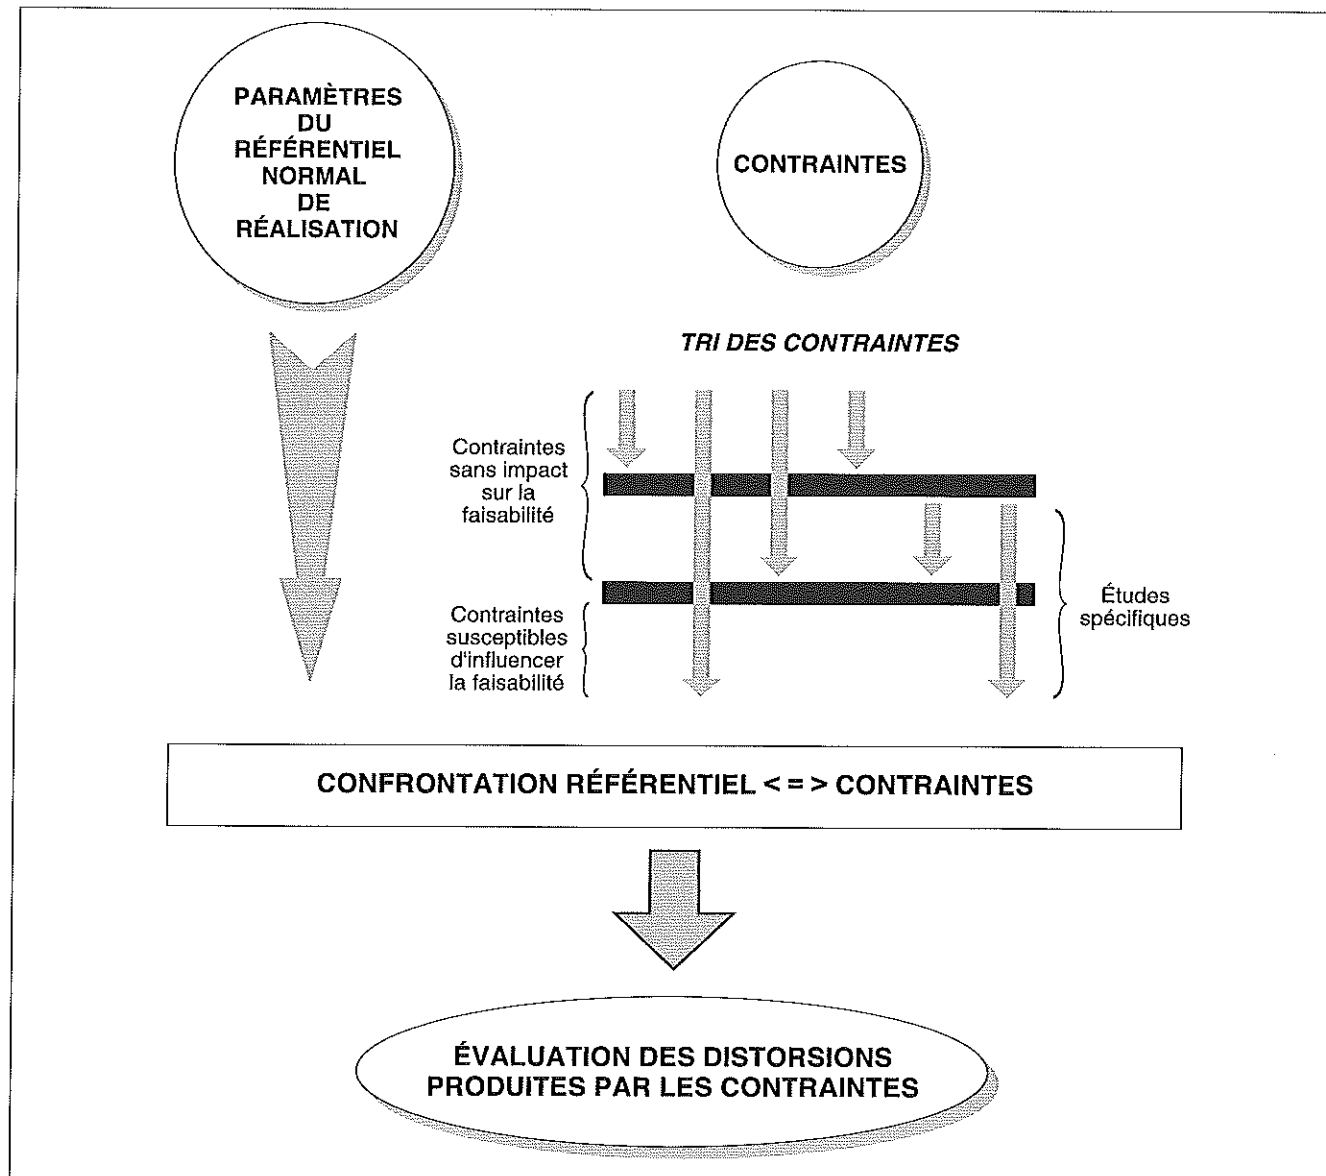 PARAMÈTRES
DU
RÉFÉRENTIEL
NORMAL
DE
RÉALISATION
CONTRAINTES
TRI DES CONTRAINTES
Contraintes
sans impact
sur la
faisabilité
Contraintes
susceptibles
d'influencer
la faisabilité
Études
spécifiques
CONFRONTATION RÉFÉRENTIEL < = > CONTRAINTES
ÉVALUATION DES DISTORSIONS
PRODUITES PAR LES CONTRAINTES